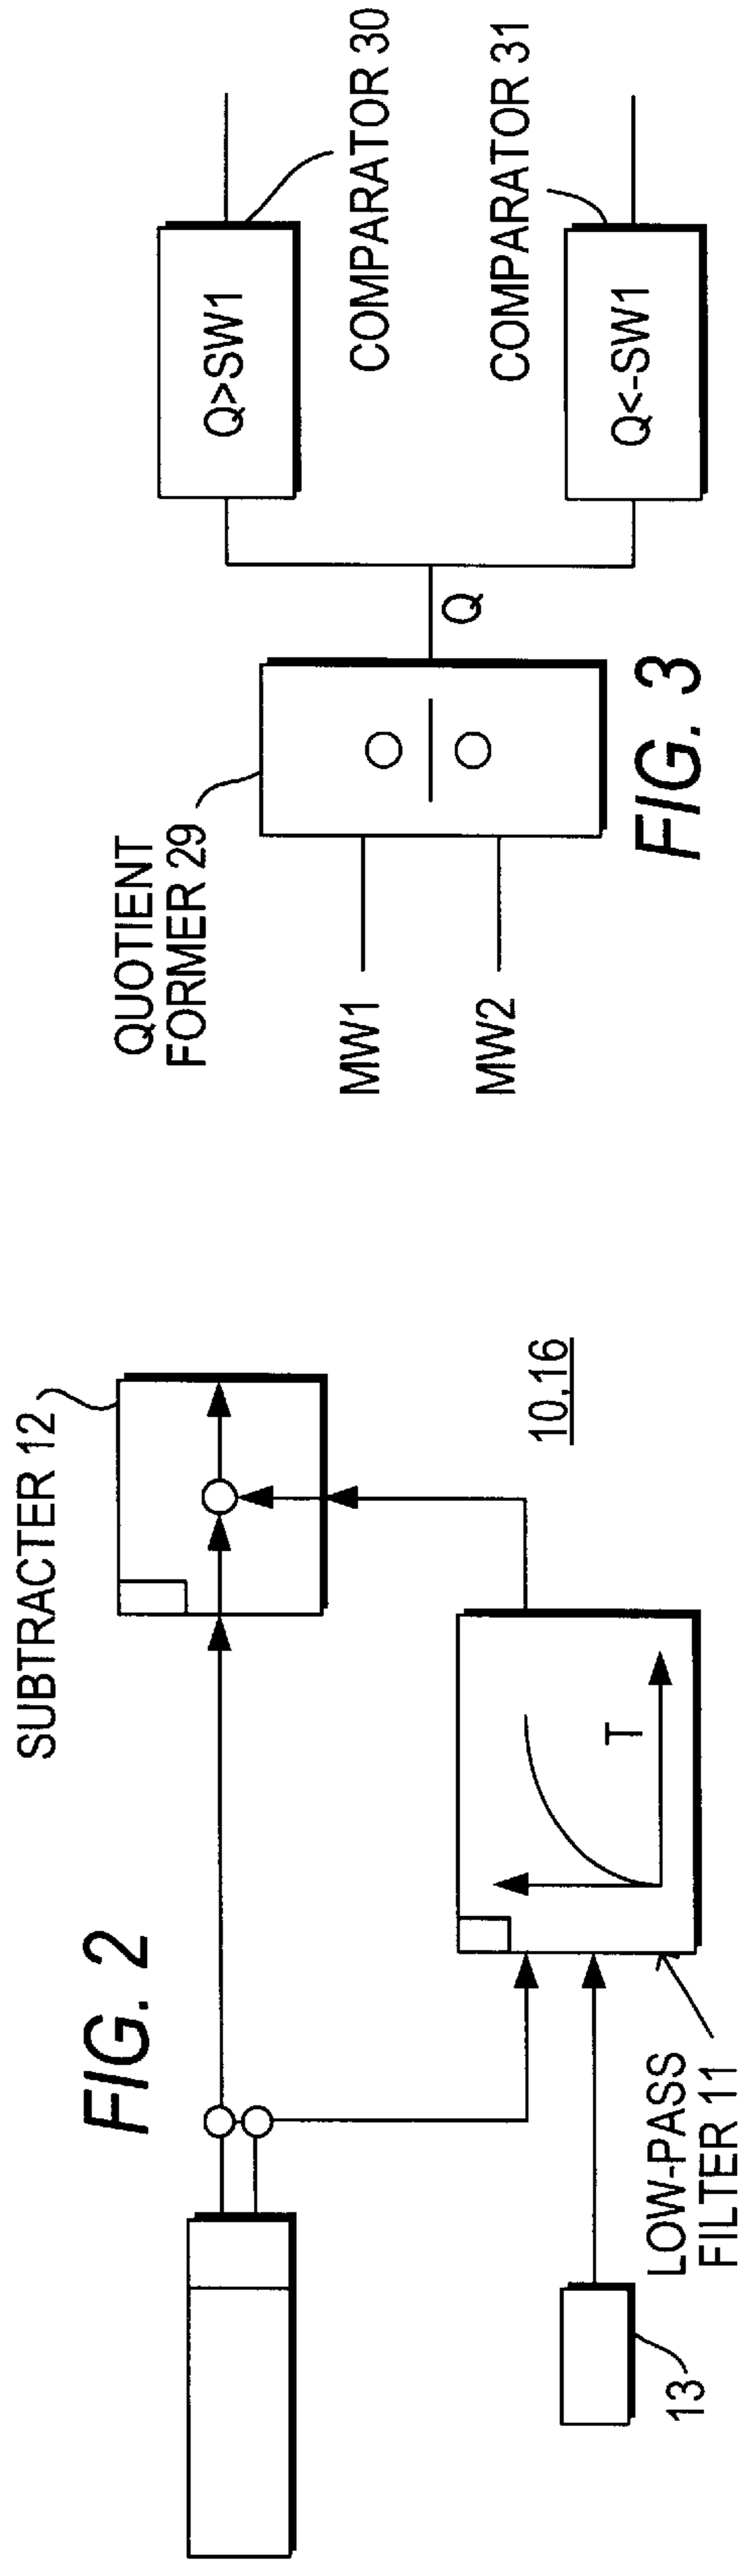 FIG. 2
SUBTRACTER 12
LOW-PASS
FILTER 11
T
13
10,16
FIG. 3
QUOTIENT
FORMER 29
MW1
MW2
Q
Q>SW1
COMPARATOR 30
Q<-SW1
COMPARATOR 31